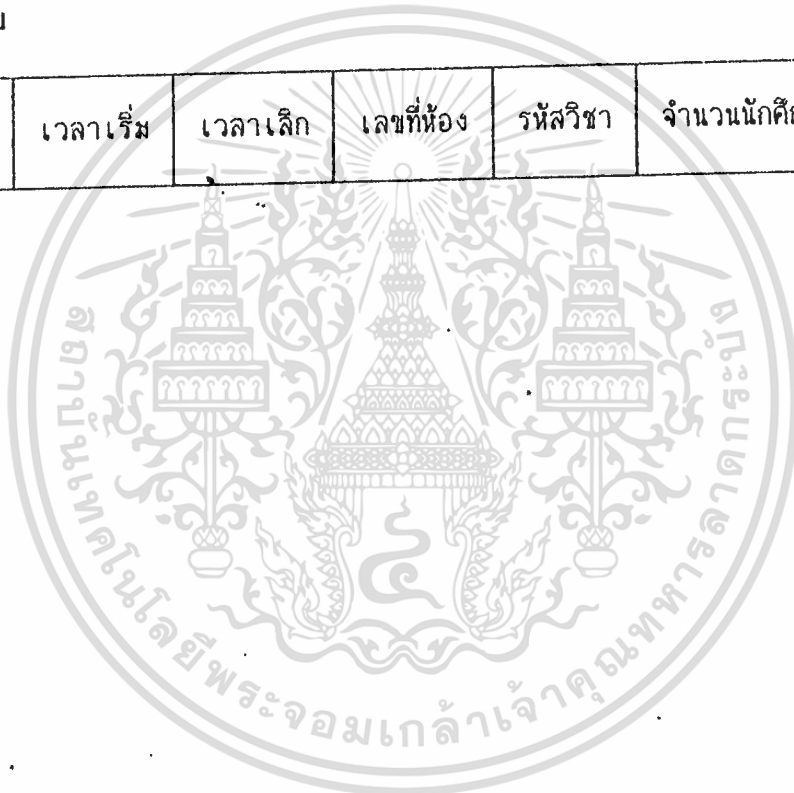 เวลาเริ่ม เวลาเลิก เลขที่ห้อง รหัสวิชา จำนวนนักศึก
สถาบันเทคโนโลยีพระจอมเกล้าเจ้าคุณทหารลาดกระบัง